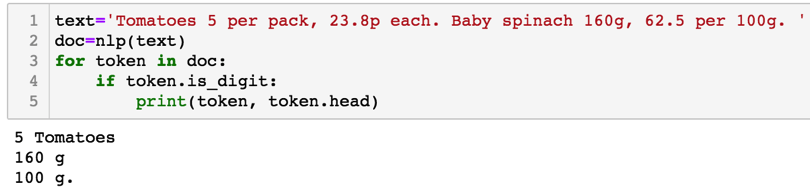 1 text='Tomatoes 5 per pack, 23.8p each. Baby spinach 160g, 62.5 per 100g. '
2 doc=nlp(text)
3 for token in doc:
4     if token.is_digit:
5         print(token, token.head)
5 Tomatoes
160 g
100 g.